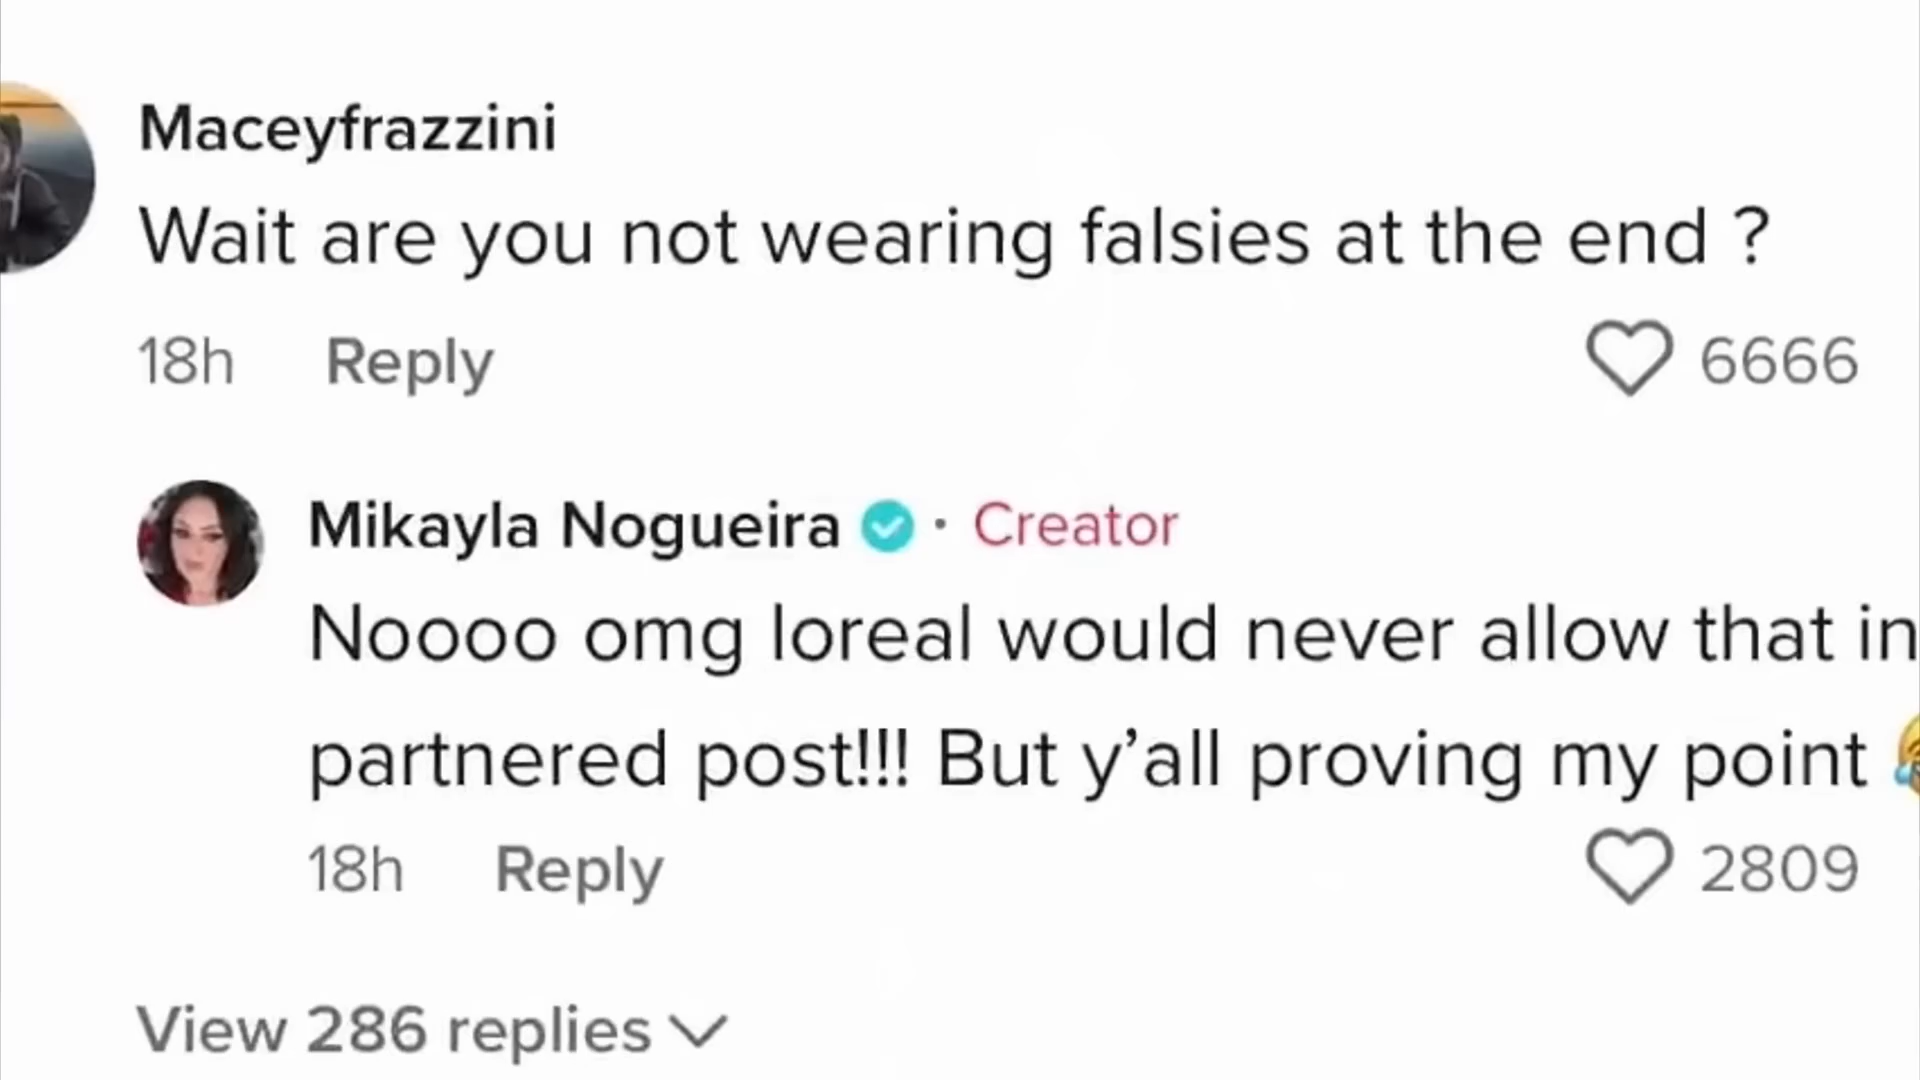 Maceyfrazzini
Wait are you not wearing falsies at the end ?
18h Reply 6666
Mikayla Nogueira · Creator
Noooo omg loreal would never allow that in
partnered post!!! But y’all proving my point 😂
18h Reply 2809
View 286 replies